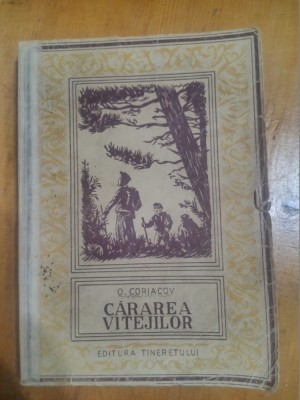 O. CORIACOV
CĂRAREA
VITEJILOR
EDITURA TINERETULUI